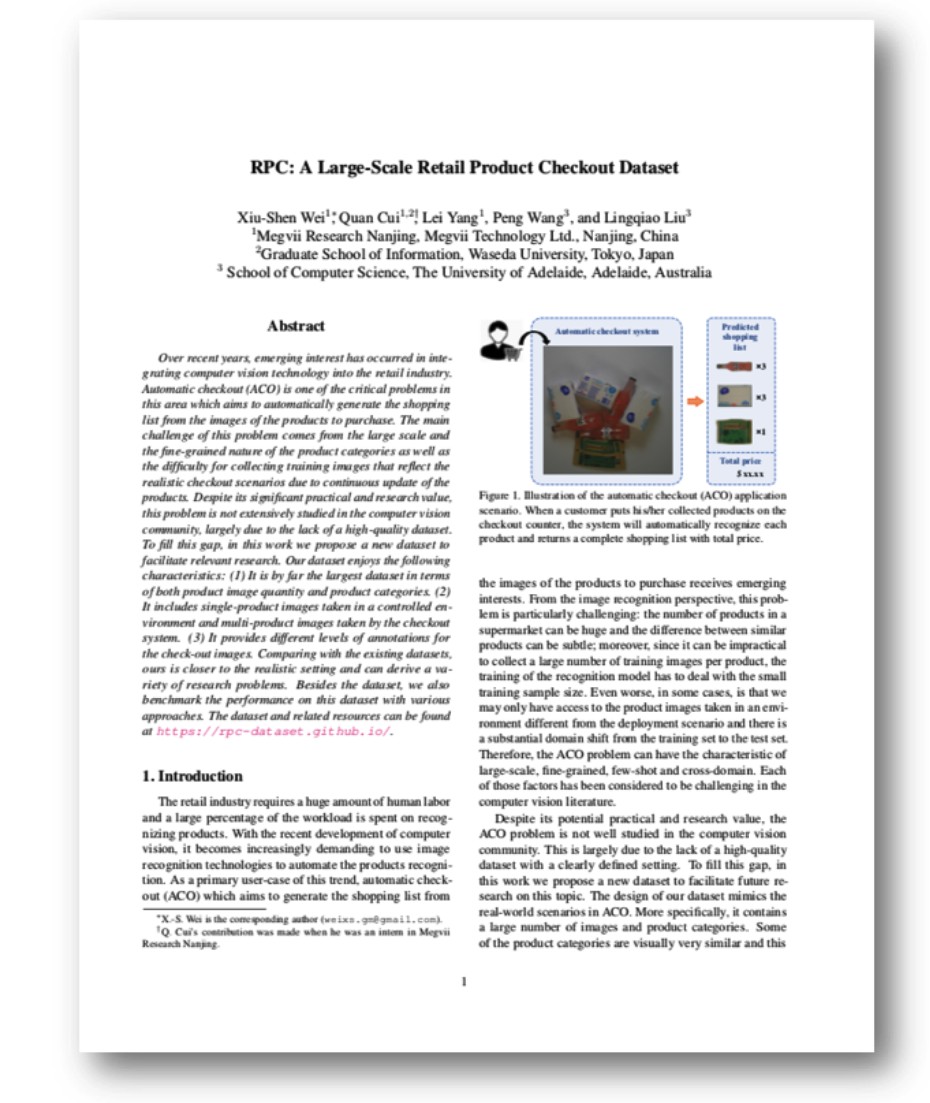 RPC: A Large-Scale Retail Product Checkout Dataset
Xiu-Shen Wei¹*, Quan Cui¹,²†, Lei Yang¹, Peng Wang³, and Lingqiao Liu³
¹Megvii Research Nanjing, Megvii Technology Ltd., Nanjing, China
²Graduate School of Information, Waseda University, Tokyo, Japan
³ School of Computer Science, The University of Adelaide, Adelaide, Australia
Abstract
Over recent years, emerging interest has occurred in inte-
grating computer vision technology into the retail industry.
Automatic checkout (ACO) is one of the critical problems in
this area which aims to automatically generate the shopping
list from the images of the products to purchase. The main
challenge of this problem comes from the large scale and
the fine-grained nature of the product categories as well as
the difficulty for collecting training images that reflect the
realistic checkout scenarios due to continuous update of the
products. Despite its significant practical and research value,
this problem is not extensively studied in the computer vision
community, largely due to the lack of a high-quality dataset.
To fill this gap, in this work we propose a new dataset to
facilitate relevant research. Our dataset enjoys the following
characteristics: (1) It is by far the largest dataset in terms
of both product image quantity and product categories. (2)
It includes single-product images taken in a controlled en-
vironment and multi-product images taken by the checkout
system. (3) It provides different levels of annotations for
the check-out images. Comparing with the existing datasets,
ours is closer to the realistic setting and can derive a va-
riety of research problems. Besides the dataset, we also
benchmark the performance on this dataset with various
approaches. The dataset and related resources can be found
at https://rpc-dataset.github.io/.
1. Introduction
The retail industry requires a huge amount of human labor
and a large percentage of the workload is spent on recog-
nizing products. With the recent development of computer
vision, it becomes increasingly demanding to use image
recognition technologies to automate the products recogni-
tion. As a primary user-case of this trend, automatic check-
out (ACO) which aims to generate the shopping list from
*X.-S. Wei is the corresponding author (weixs.gm@gmail.com).
†Q. Cui's contribution was made when he was an intern in Megvii
Research Nanjing.
Automatic checkout system
Predicted
shopping
list
×3
×3
×1
Total price
$ xx.xx
Figure 1. Illustration of the automatic checkout (ACO) application
scenario. When a customer puts his/her collected products on the
checkout counter, the system will automatically recognize each
product and returns a complete shopping list with total price.
the images of the products to purchase receives emerging
interests. From the image recognition perspective, this prob-
lem is particularly challenging: the number of products in a
supermarket can be huge and the difference between similar
products can be subtle; moreover, since it can be impractical
to collect a large number of training images per product, the
training of the recognition model has to deal with the small
training sample size. Even worse, in some cases, is that we
may only have access to the product images taken in an envi-
ronment different from the deployment scenario and there is
a substantial domain shift from the training set to the test set.
Therefore, the ACO problem can have the characteristic of
large-scale, fine-grained, few-shot and cross-domain. Each
of those factors has been considered to be challenging in the
computer vision literature.
Despite its potential practical and research value, the
ACO problem is not well studied in the computer vision
community. This is largely due to the lack of a high-quality
dataset with a clearly defined setting. To fill this gap, in
this work we propose a new dataset to facilitate future re-
search on this topic. The design of our dataset mimics the
real-world scenarios in ACO. More specifically, it contains
a large number of images and product categories. Some
of the product categories are visually very similar and this
1